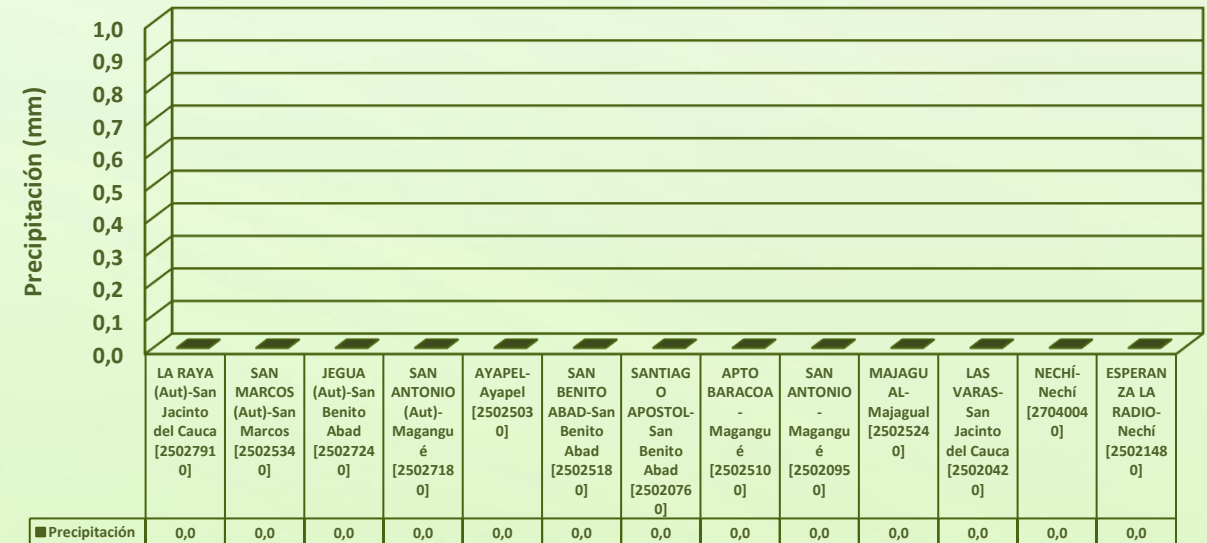 Precipitación (mm)
1,0
0,9
0,8
0,7
0,6
0,5
0,4
0,3
0,2
0,1
0,0
LA RAYA
(Aut)-San
Jacinto
del Cauca
[2502791
0]
SAN
MARCOS
(Aut)-San
Marcos
[2502534
0]
JEGUA
(Aut)-San
Benito
Abad
[2502724
0]
SAN
ANTONIO
(Aut)-
Magangu
é
[2502718
0]
AYAPEL-
Ayapel
[2502503
0]
SAN
BENITO
ABAD-San
Benito
Abad
[2502518
0]
SANTIAG
O
APOSTOL-
San
Benito
Abad
[2502076
0]
APTO
BARACOA
-
Magangu
é
[2502510
0]
SAN
ANTONIO
-
Magangu
é
[2502095
0]
MAJAGU
AL-
Majagual
[2502524
0]
LAS
VARAS-
San
Jacinto
del Cauca
[2502042
0]
NECHÍ-
Nechí
[2704004
0]
ESPERAN
ZA LA
RADIO-
Nechí
[2502148
0]
Precipitación 0,0 0,0 0,0 0,0 0,0 0,0 0,0 0,0 0,0 0,0 0,0 0,0 0,0